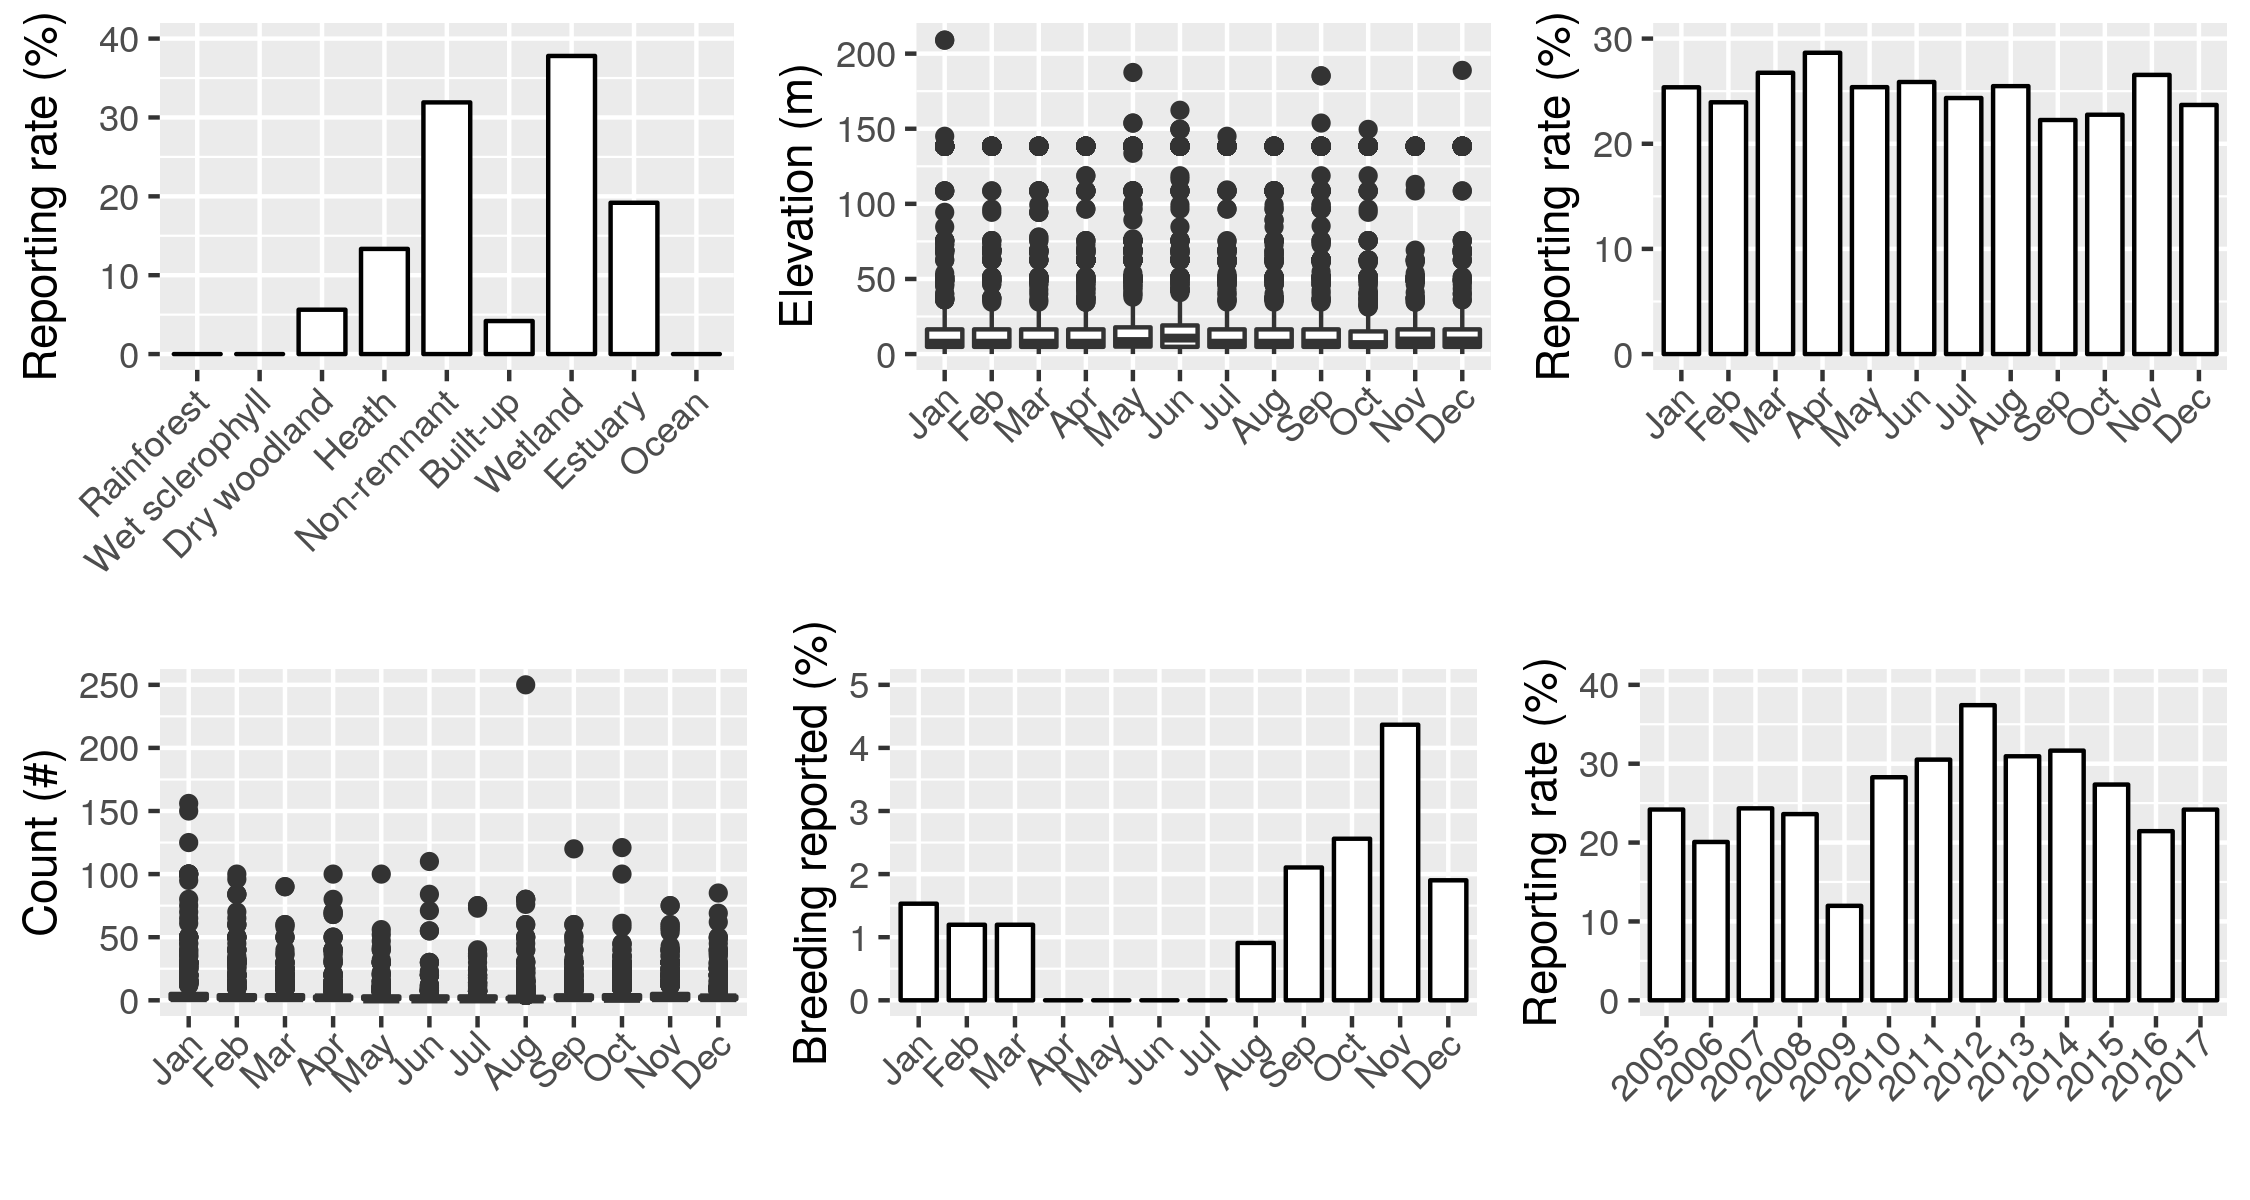 Reporting rate (%)
40
30
20
10
0
Rainforest
Wet sclerophyll
Dry woodland
Heath
Non-remnant
Built-up
Wetland
Estuary
Ocean
Elevation (m)
200
150
100
50
0
Jan
Feb
Mar
Apr
May
Jun
Jul
Aug
Sep
Oct
Nov
Dec
Reporting rate (%)
30
20
10
0
Jan
Feb
Mar
Apr
May
Jun
Jul
Aug
Sep
Oct
Nov
Dec
Count (#)
250
200
150
100
50
0
Jan
Feb
Mar
Apr
May
Jun
Jul
Aug
Sep
Oct
Nov
Dec
Breeding reported (%)
5
4
3
2
1
0
Jan
Feb
Mar
Apr
May
Jun
Jul
Aug
Sep
Oct
Nov
Dec
Reporting rate (%)
40
30
20
10
0
2005
2006
2007
2008
2009
2010
2011
2012
2013
2014
2015
2016
2017